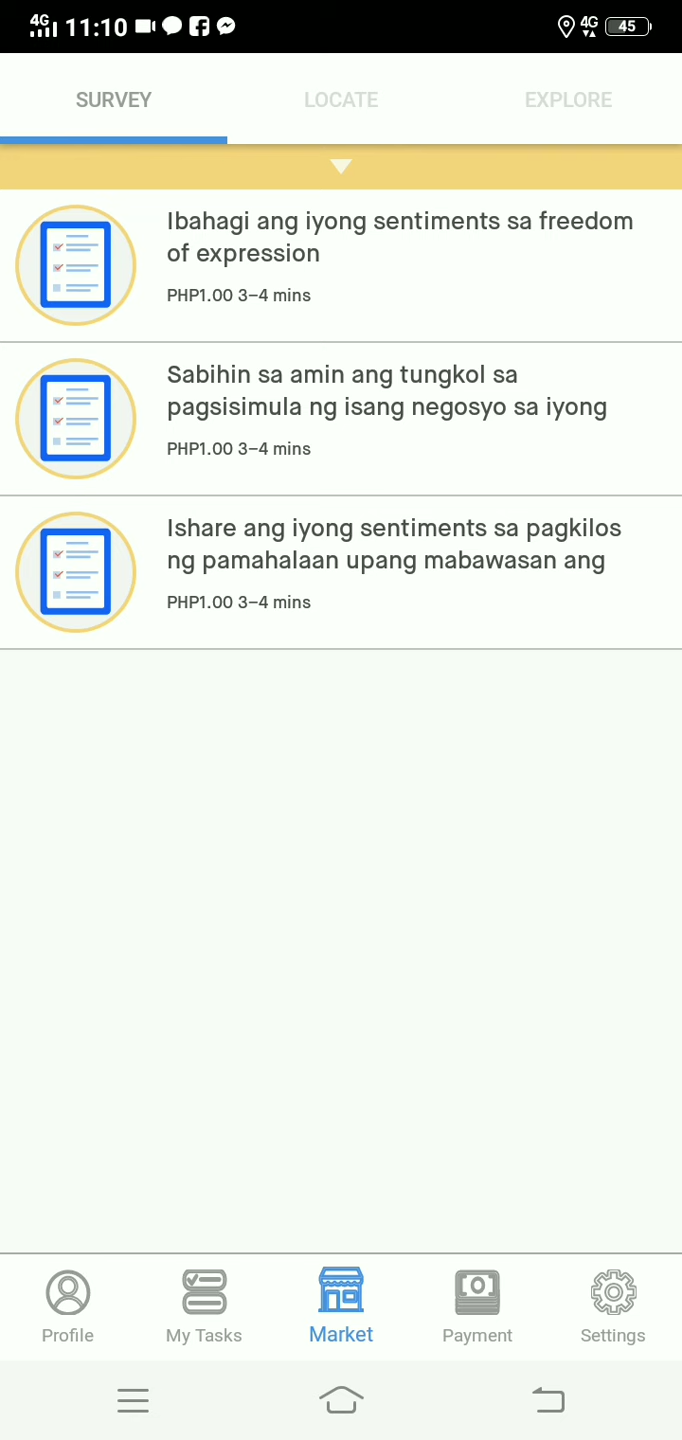 4G 11:10 4G 45
SURVEY LOCATE EXPLORE
Ibahagi ang iyong sentiments sa freedom
of expression
PHP1.00 3–4 mins
Sabihin sa amin ang tungkol sa
pagsisimula ng isang negosyo sa iyong
PHP1.00 3–4 mins
Ishare ang iyong sentiments sa pagkilos
ng pamahalaan upang mabawasan ang
PHP1.00 3–4 mins
Profile My Tasks Market Payment Settings